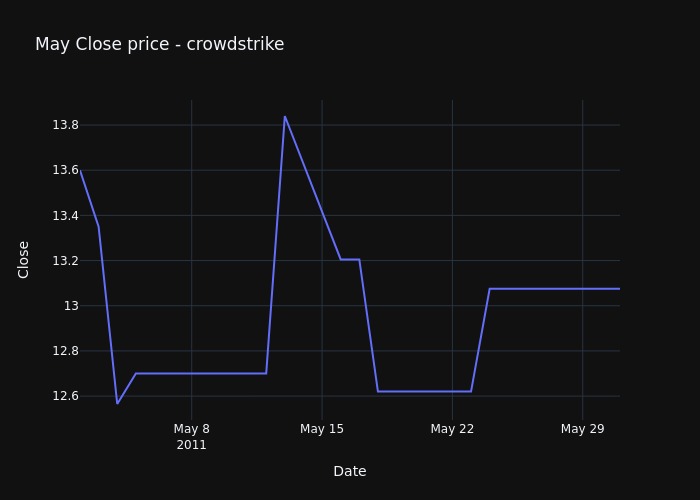 May Close price - crowdstrike
Close
13.8
13.6
13.4
13.2
13
12.8
12.6
May 8
2011
May 15
May 22
May 29
Date